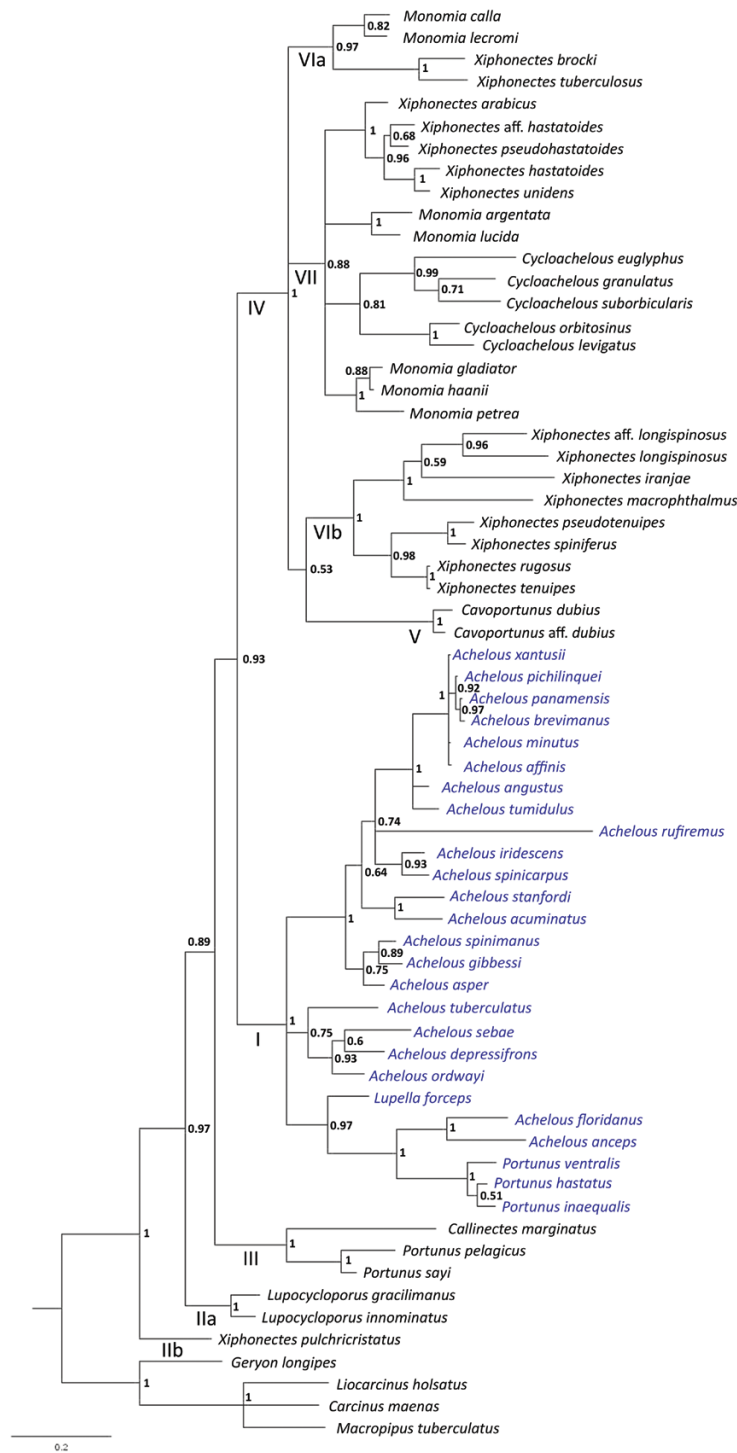 Monomia calla
0.82
Monomia lecromi
0.97
VIa
Xiphonectes brocki
1
Xiphonectes tuberculosus
Xiphonectes arabicus
1
Xiphonectes aff. hastatoides
0.68
Xiphonectes pseudohastatoides
0.96
Xiphonectes hastatoides
1
Xiphonectes unidens
Monomia argentata
1
Monomia lucida
VII
0.88
Cycloachelous euglyphus
0.99
Cycloachelous granulatus
0.71
Cycloachelous suborbicularis
IV
1
0.81
Cycloachelous orbitosinus
1
Cycloachelous levigatus
0.88
Monomia gladiator
Monomia haanii
1
Monomia petrea
Xiphonectes aff. longispinosus
0.96
Xiphonectes longispinosus
0.59
Xiphonectes iranjae
1
Xiphonectes macrophthalmus
VIb
1
Xiphonectes pseudotenuipes
1
Xiphonectes spiniferus
0.98
Xiphonectes rugosus
1
Xiphonectes tenuipes
0.53
Cavoportunus dubius
1
V
Cavoportunus aff. dubius
0.93
Achelous xantusii
Achelous pichilinquei
0.92
1
Achelous panamensis
0.97
Achelous brevimanus
Achelous minutus
Achelous affinis
1
Achelous angustus
Achelous tumidulus
0.74
Achelous rufiremus
Achelous iridescens
0.93
0.64
Achelous spinicarpus
Achelous stanfordi
1
1
Achelous acuminatus
Achelous spinimanus
0.89
0.89
Achelous gibbessi
0.75
Achelous asper
Achelous tuberculatus
1
0.75
I
Achelous sebae
0.6
Achelous depressifrons
0.93
Achelous ordwayi
Lupella forceps
0.97
0.97
Achelous floridanus
1
Achelous anceps
1
Portunus ventralis
1
Portunus hastatus
0.51
Portunus inaequalis
1
Callinectes marginatus
1
III
Portunus pelagicus
1
Portunus sayi
Lupocycloporus gracilimanus
1
IIa
Lupocycloporus innominatus
Xiphonectes pulchricristatus
IIb
Geryon longipes
1
Liocarcinus holsatus
1
Carcinus maenas
Macropipus tuberculatus
0.2